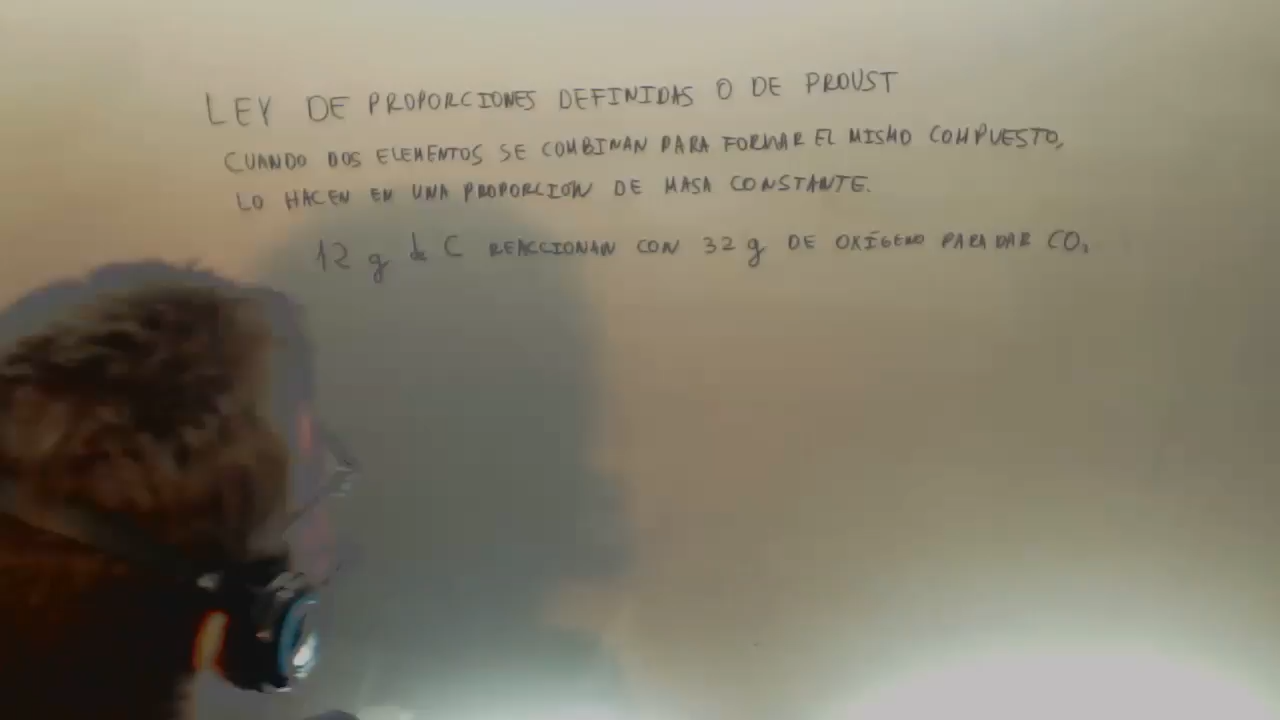 LEY DE PROPORCIONES DEFINIDAS O DE PROUST
CUANDO DOS ELEMENTOS SE COMBINAN PARA FORMAR EL MISMO COMPUESTO,
LO HACEN EN UNA PROPORCION DE MASA CONSTANTE.
12 g de C REACCIONAN CON 32 g DE OXÍGENO PARA DAR CO₂